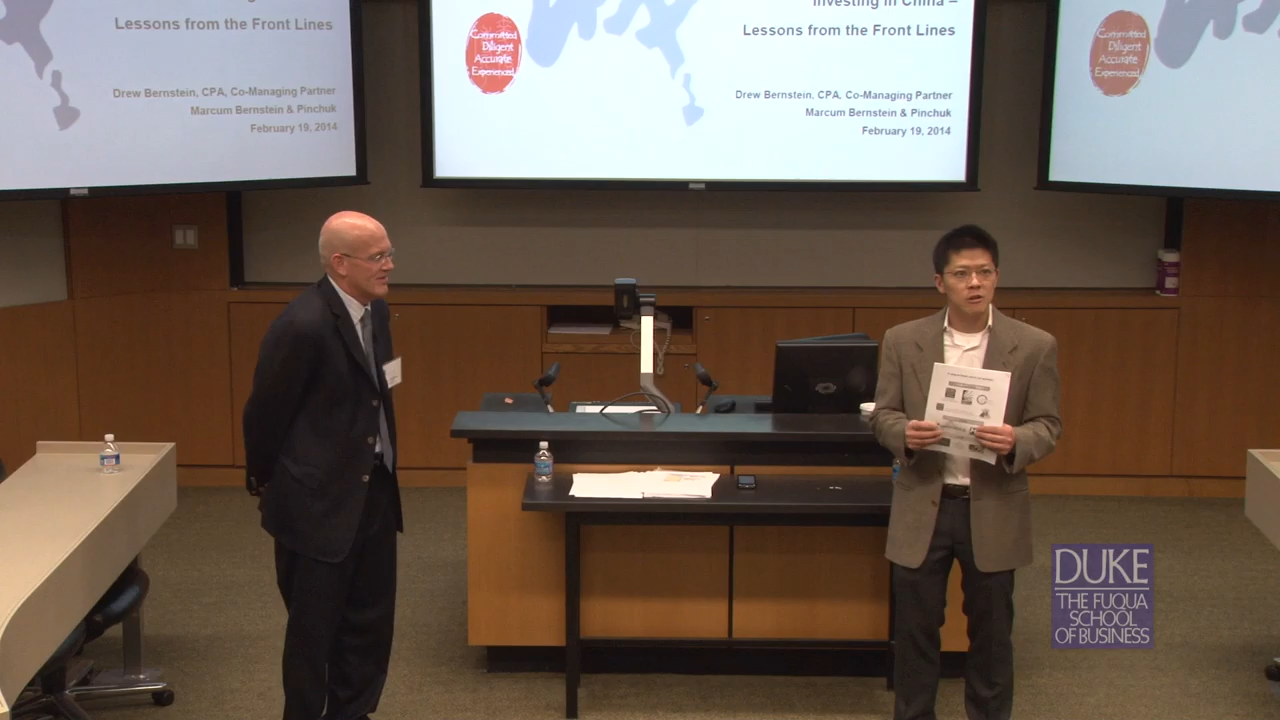 Lessons from the Front Lines
Drew Bernstein, CPA, Co-Managing Partner
Marcum Bernstein & Pinchuk
February 19, 2014
Investing in China –
Lessons from the Front Lines
Committed
Diligent
Accurate
Experienced
Drew Bernstein, CPA, Co-Managing Partner
Marcum Bernstein & Pinchuk
February 19, 2014
Committed
Diligent
Accurate
Experienced
DUKE
THE FUQUA
SCHOOL
OF BUSINESS